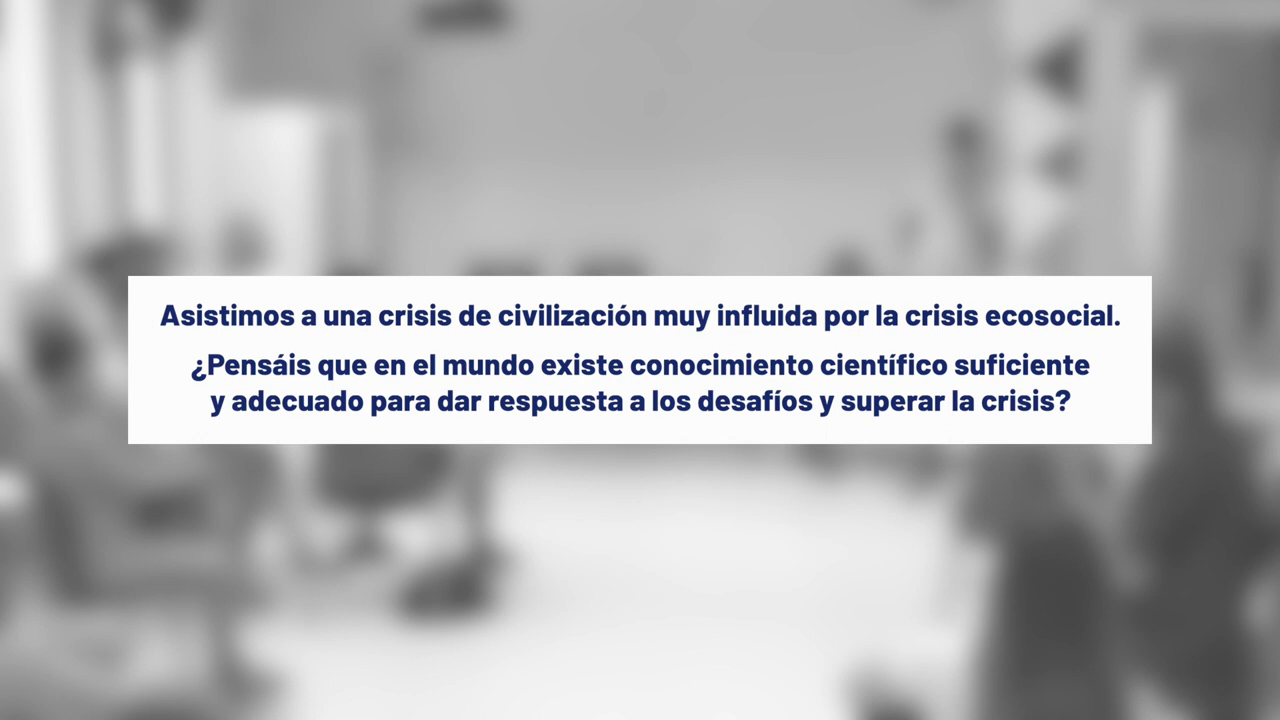 Asistimos a una crisis de civilización muy influida por la crisis ecosocial.
¿Pensáis que en el mundo existe conocimiento científico suficiente
y adecuado para dar respuesta a los desafíos y superar la crisis?